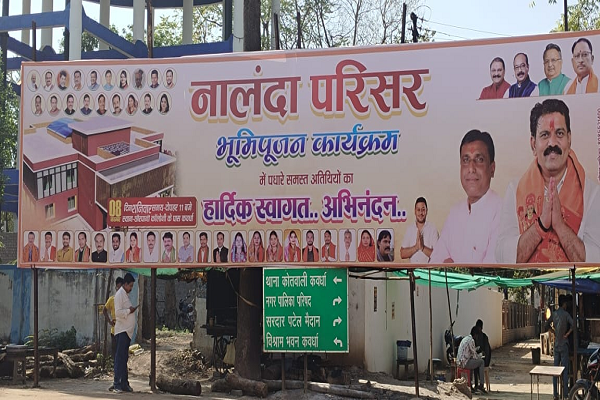 नालंदा परिसर
भूमिपूजन कार्यक्रम
में पधारे समस्त अतिथियों का
हार्दिक स्वागत.. अभिनंदन..
08
थाना कोतवाली कवर्धा
नगर पालिका परिषद
सरदार पटेल मैदान
विश्राम भवन कवर्धा